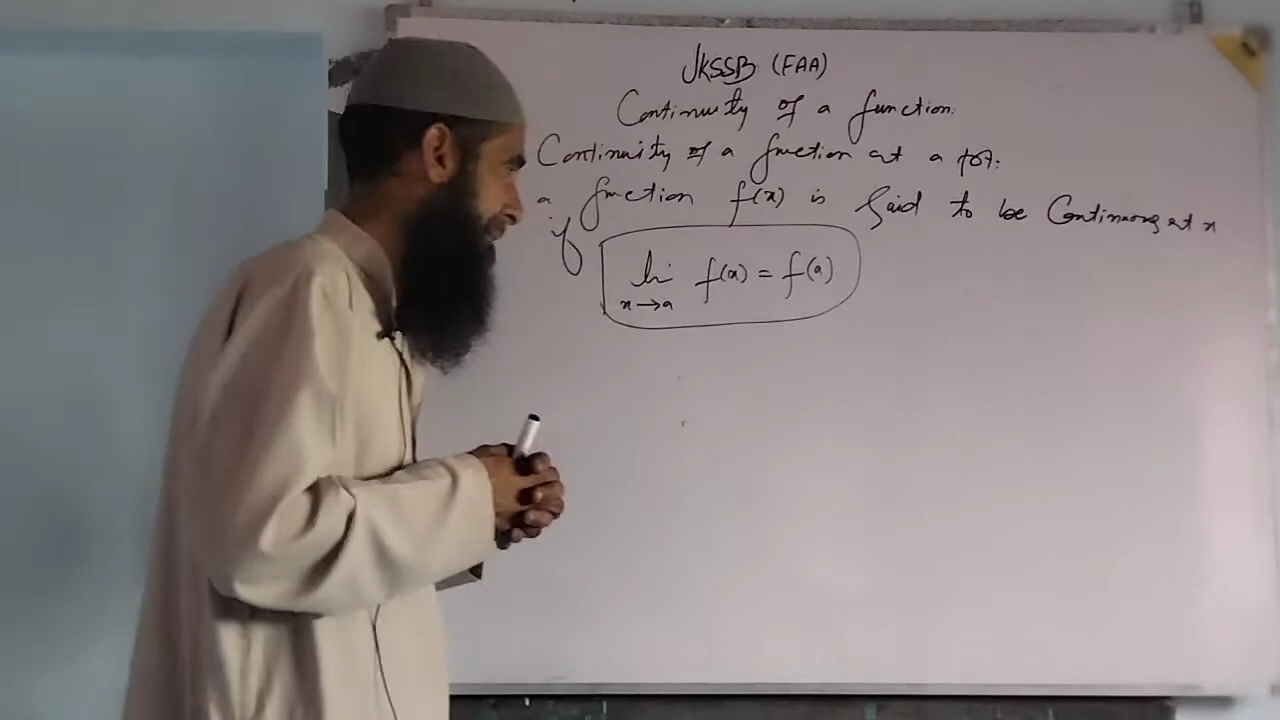 JKSSB (FAA)
Continuity of a function.
Continuity of a function at a pt.
a function f(x) is said to be Continuous at x
if
lim x→a f(x) = f(a)